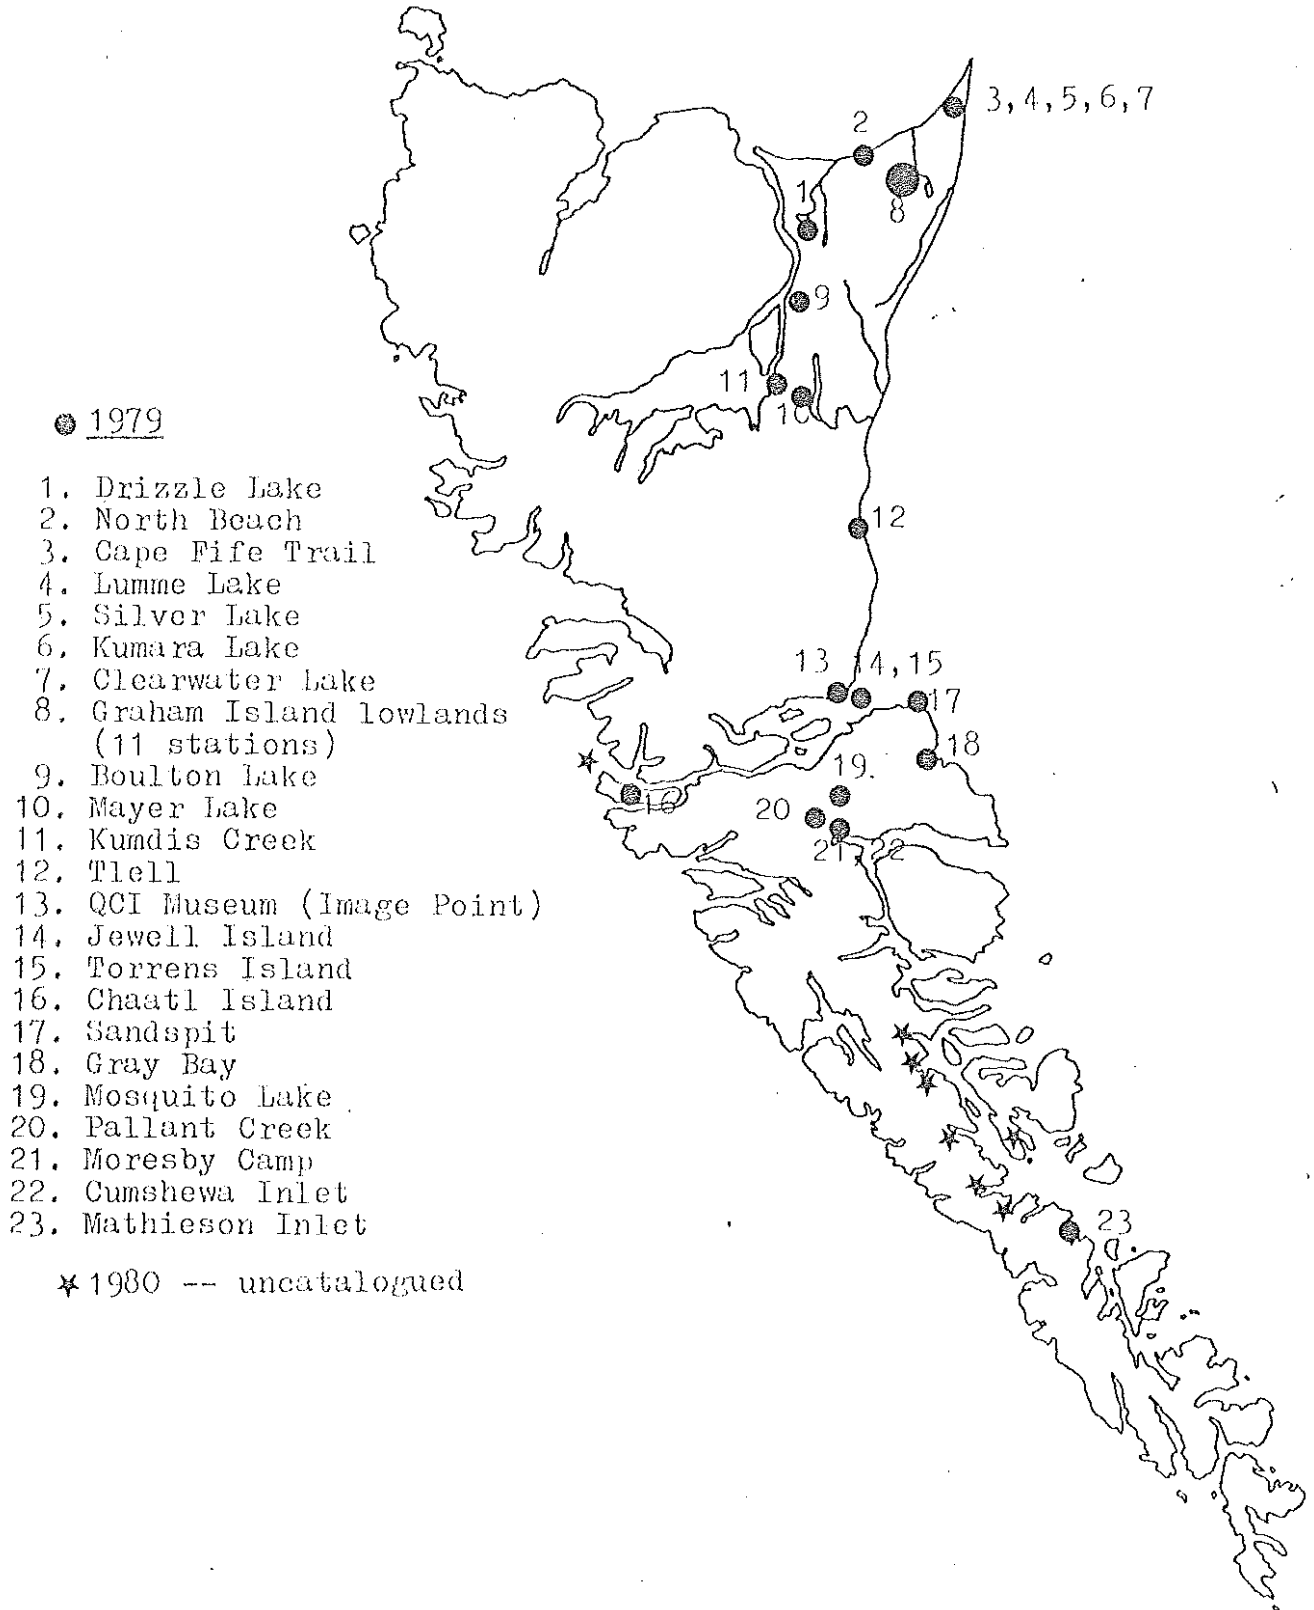 3, 4, 5, 6, 7
2
1
8
9
11
10
● 1979
1. Drizzle Lake
2. North Beach
3. Cape Fife Trail
4. Lumme Lake
5. Silver Lake
6. Kumara Lake
7. Clearwater Lake
8. Graham Island lowlands
(11 stations)
9. Boulton Lake
10. Mayer Lake
11. Kumdis Creek
12. Tlell
13. QCI Museum (Image Point)
14. Jewell Island
15. Torrens Island
16. Chaatl Island
17. Sandspit
18. Gray Bay
19. Mosquito Lake
20. Pallant Creek
21. Moresby Camp
22. Cumshewa Inlet
23. Mathieson Inlet
★ 1980 -- uncatalogued
12
13 14, 15
17
18
19.
16
20
21, 22
23